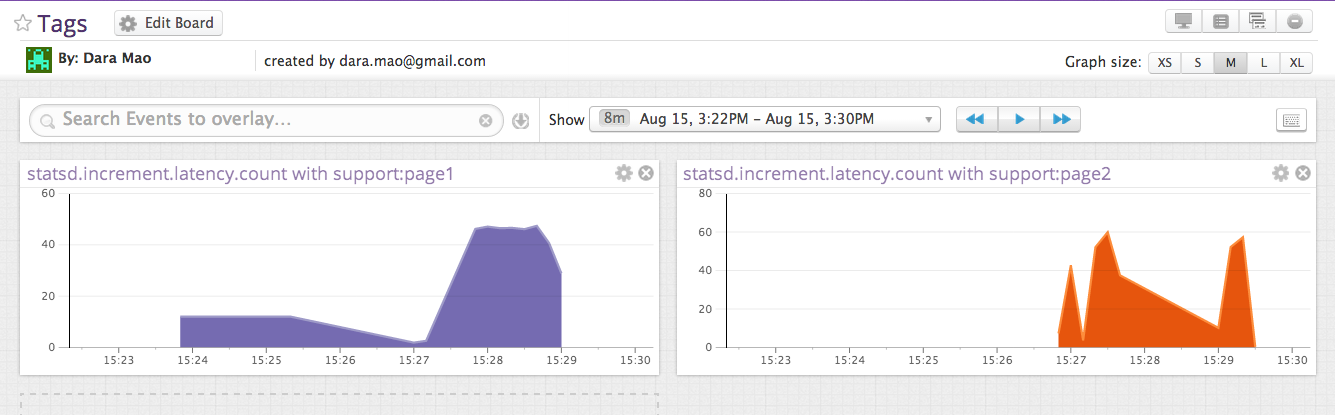 Tags Edit Board
By: Dara Mao created by dara.mao@gmail.com Graph size: XS S M L XL
Search Events to overlay... Show 8m Aug 15, 3:22PM – Aug 15, 3:30PM
statsd.increment.latency.count with support:page1
60
40
20
0
15:23 15:24 15:25 15:26 15:27 15:28 15:29 15:30
statsd.increment.latency.count with support:page2
80
60
40
20
0
15:23 15:24 15:25 15:26 15:27 15:28 15:29 15:30